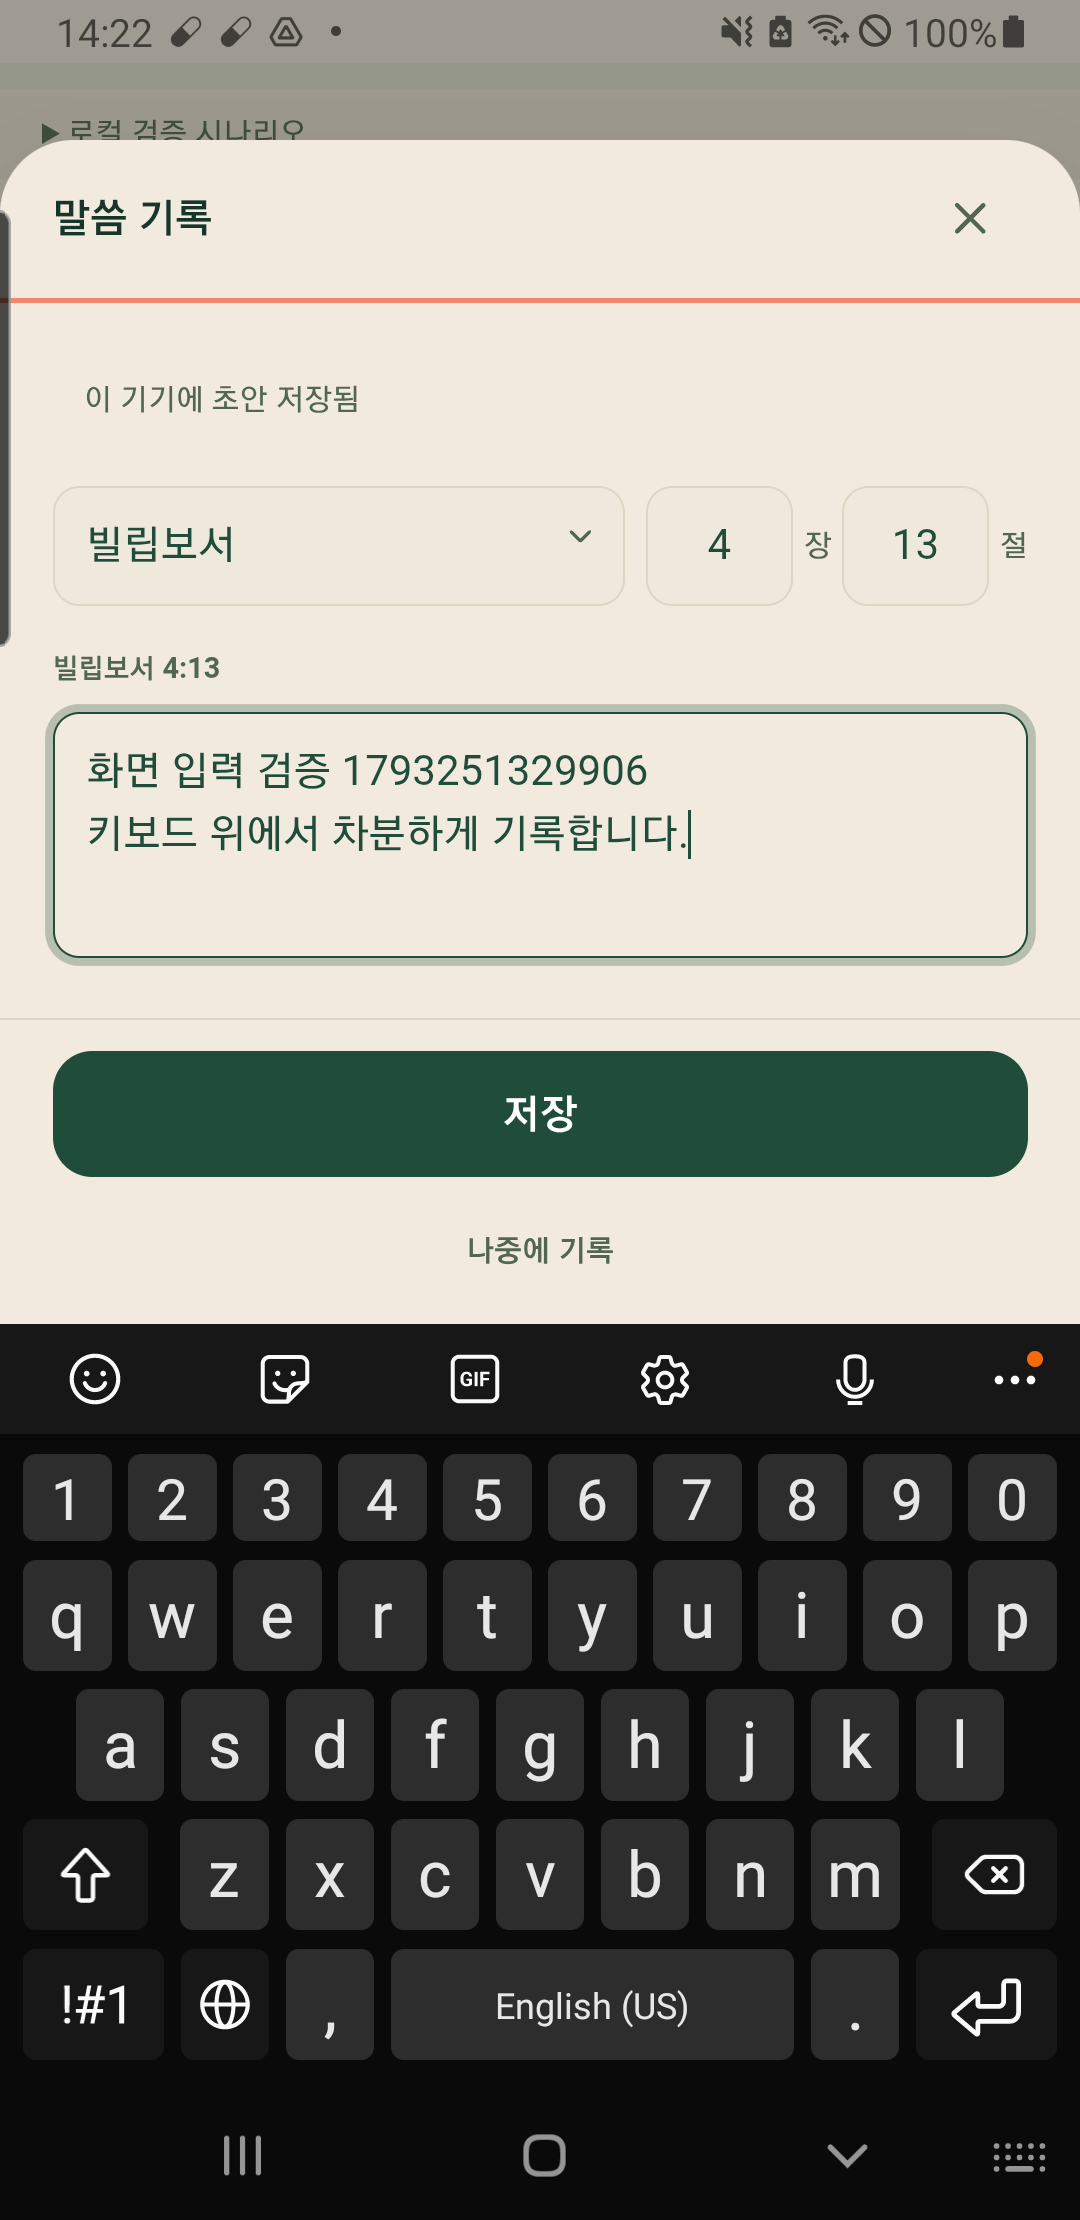 14:22
100%
▶ 로컬 검증 시나리오
말씀 기록
이 기기에 초안 저장됨
빌립보서
4 장 13 절
빌립보서 4:13
화면 입력 검증 1793251329906
키보드 위에서 차분하게 기록합니다.
저장
나중에 기록
GIF
1 2 3 4 5 6 7 8 9 0
q w e r t y u i o p
a s d f g h j k l
z x c v b n m
!#1 , English (US) .